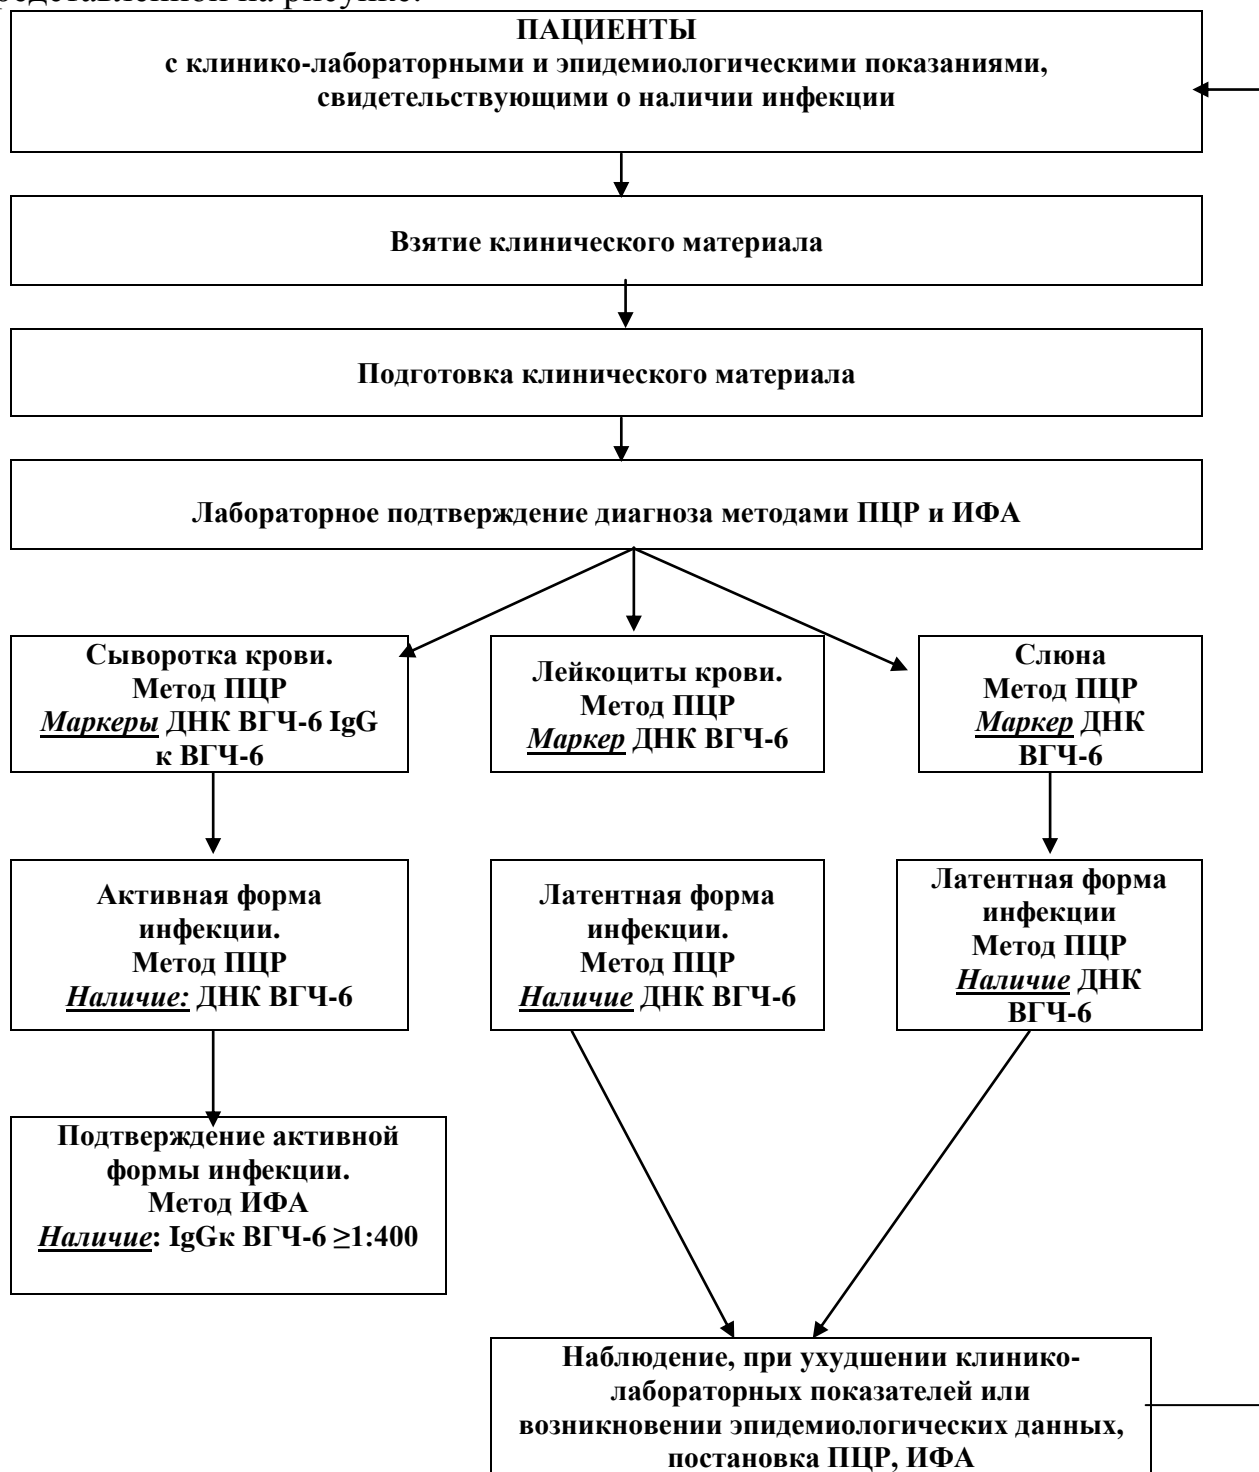 редставленной на рисунке.
ПАЦИЕНТЫ
с клинико-лабораторными и эпидемиологическими показаниями,
свидетельствующими о наличии инфекции
Взятие клинического материала
Подготовка клинического материала
Лабораторное подтверждение диагноза методами ПЦР и ИФА
Сыворотка крови.
Метод ПЦР
Маркеры ДНК ВГЧ-6 IgG
к ВГЧ-6
Лейкоциты крови.
Метод ПЦР
Маркер ДНК ВГЧ-6
Слюна
Метод ПЦР
Маркер ДНК
ВГЧ-6
Активная форма
инфекции.
Метод ПЦР
Наличие: ДНК ВГЧ-6
Латентная форма
инфекции.
Метод ПЦР
Наличие ДНК ВГЧ-6
Латентная форма
инфекции
Метод ПЦР
Наличие ДНК
ВГЧ-6
Подтверждение активной
формы инфекции.
Метод ИФА
Наличие: IgGк ВГЧ-6 ≥1:400
Наблюдение, при ухудшении клинико-
лабораторных показателей или
возникновении эпидемиологических данных,
постановка ПЦР, ИФА